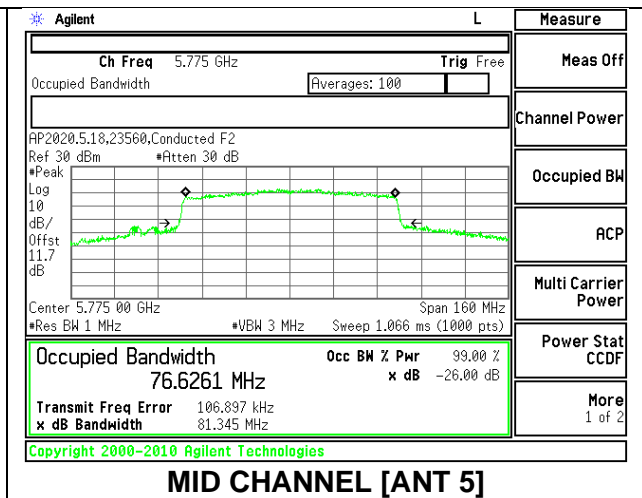 Agilent L Measure
Ch Freq 5.775 GHz Trig Free
Meas Off
Occupied Bandwidth Averages: 100
Channel Power
AP2020.5.18,23560,Conducted F2
Ref 30 dBm #Atten 30 dB
#Peak
Occupied BW
Log
10
dB/
ACP
Offst
11.7
dB
Multi Carrier
Power
Center 5.775 00 GHz Span 160 MHz
#Res BW 1 MHz #VBW 3 MHz Sweep 1.066 ms (1000 pts)
Power Stat
CCDF
Occupied Bandwidth Occ BW % Pwr 99.00 %
76.6261 MHz x dB -26.00 dB
Transmit Freq Error 106.897 kHz
x dB Bandwidth 81.345 MHz
More
1 of 2
Copyright 2000-2010 Agilent Technologies
MID CHANNEL [ANT 5]